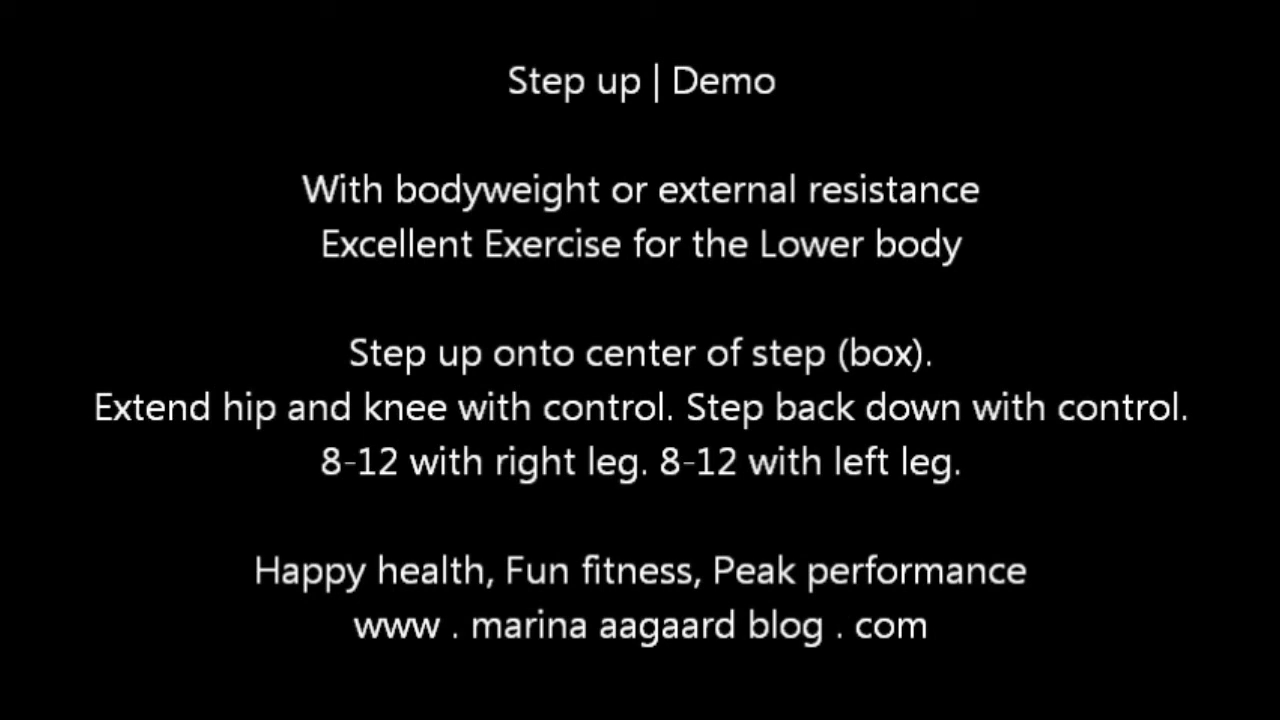 Step up | Demo
With bodyweight or external resistance
Excellent Exercise for the Lower body
Step up onto center of step (box).
Extend hip and knee with control. Step back down with control.
8-12 with right leg. 8-12 with left leg.
Happy health, Fun fitness, Peak performance
www . marina aagaard blog . com